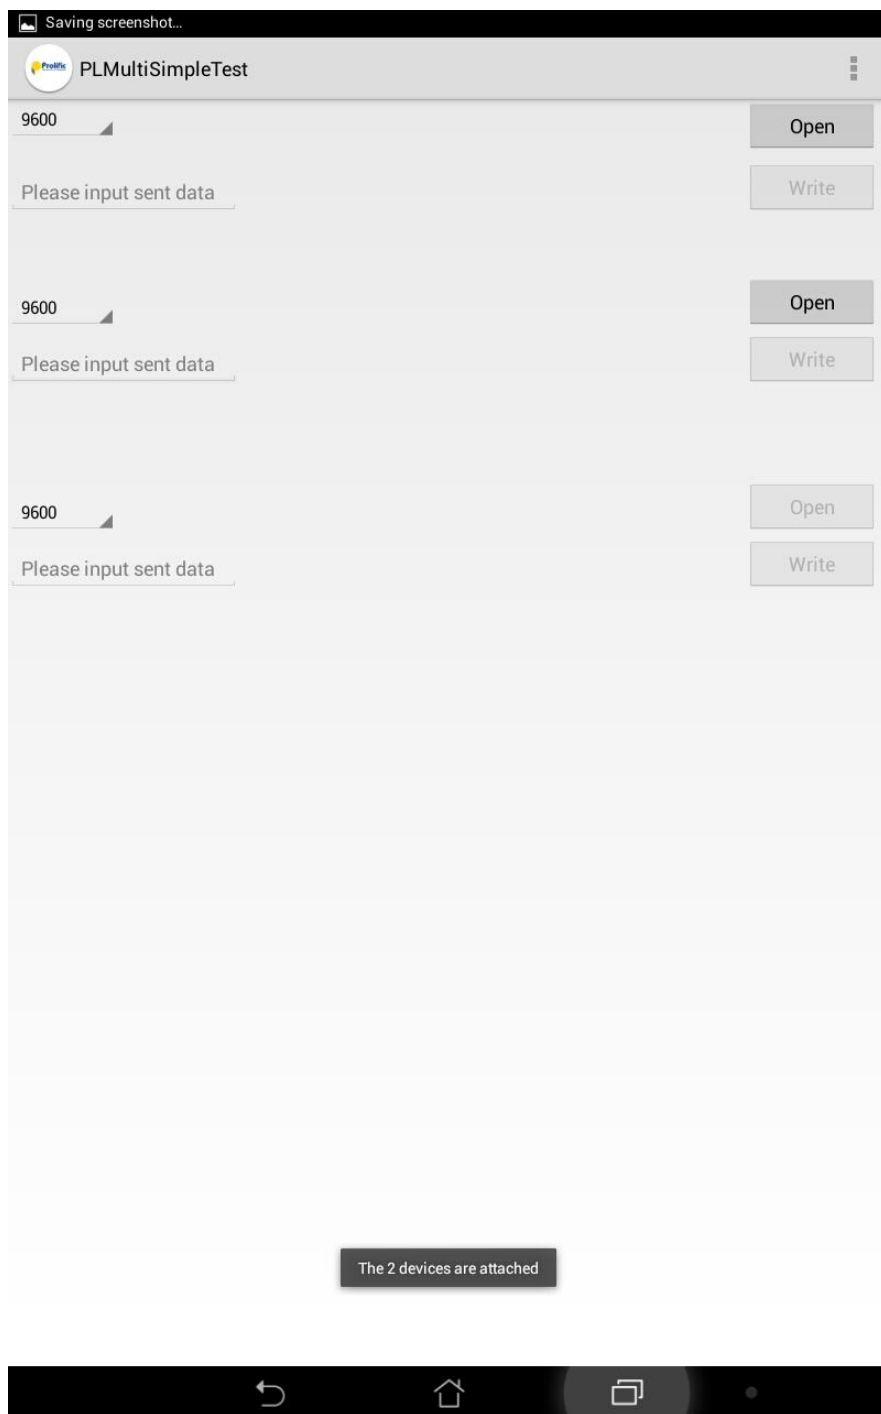 Saving screenshot...
Prolific
PLMultiSimpleTest
9600
Open
Please input sent data
Write
9600
Open
Please input sent data
Write
9600
Open
Please input sent data
Write
The 2 devices are attached